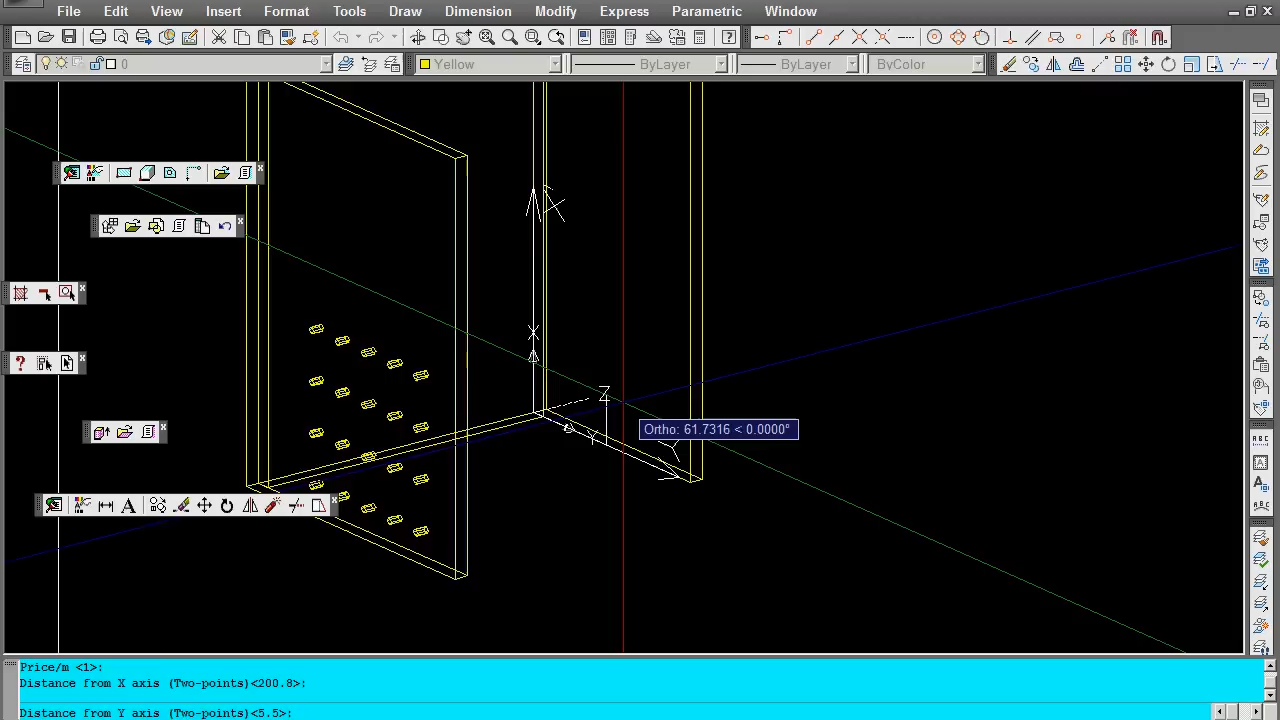 File Edit View Insert Format Tools Draw Dimension Modify Express Parametric Window
0 Yellow ByLayer ByLayer ByColor
X
X
Z
Y
Y
Ortho: 61.7316 < 0.0000°
A
ABC
A
A
ABC
Price/m <1>:
Distance from X axis (Two-points)<200.8>:
Distance from Y axis (Two-points)<5.5>: